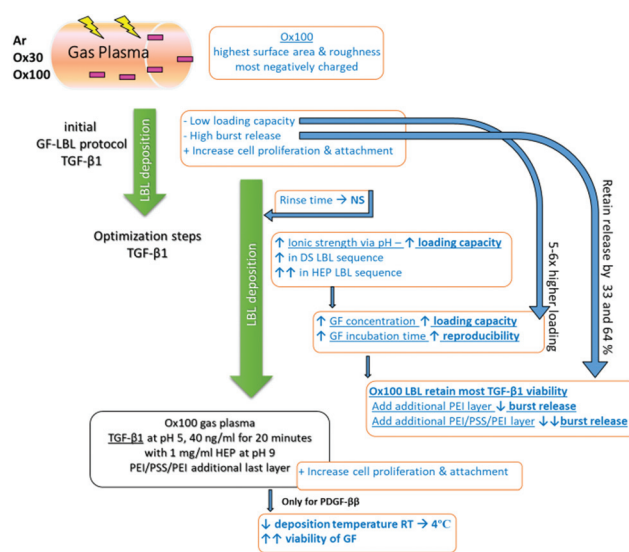 Ar
Ox30
Ox100
Gas Plasma
Ox100
highest surface area & roughness
most negatively charged
initial
GF-LBL protocol
TGF-β1
LBL deposition
- Low loading capacity
- High burst release
+ Increase cell proliferation & attachment
Rinse time → NS
Optimization steps
TGF-β1
LBL deposition
↑ Ionic strength via pH – ↑ loading capacity
↑ in DS LBL sequence
↑↑ in HEP LBL sequence
5-6x higher
loading
Retain release by
33 and 64 %
↑ GF concentration ↑ loading capacity
↑ GF incubation time ↑ reproducibility
Ox100 LBL retain most TGF-β1 viability
Add additional PEI layer ↓ burst release
Add additional PEI/PSS/PEI layer ↓↓burst release
Ox100 gas plasma
TGF-β1 at pH 5, 40 ng/ml for 20 minutes
with 1 mg/ml HEP at pH 9
PEI/PSS/PEI additional last layer
+ Increase cell proliferation & attachment
Only for PDGF-ββ
↓ deposition temperature RT → 4°C
↑↑ viability of GF